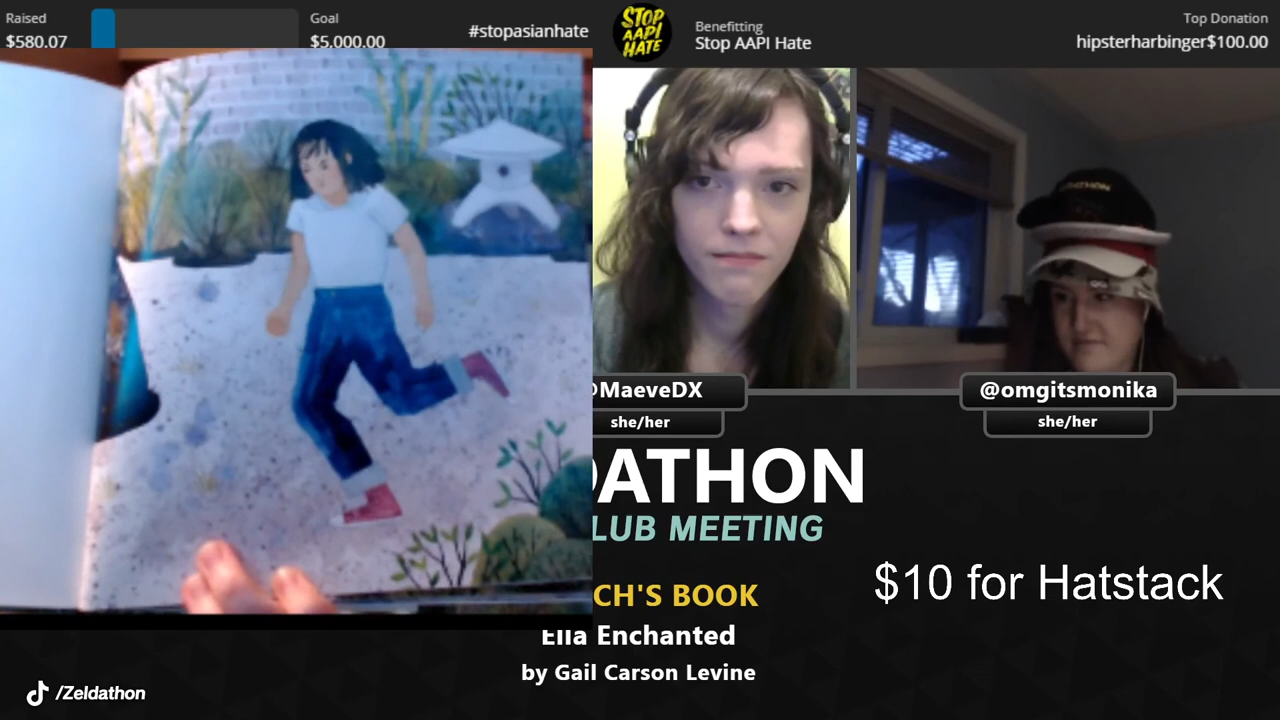 Raised
$580.07
Goal
$5,000.00
#stopasianhate
STOP
AAPI
HATE
Benefitting
Stop AAPI Hate
Top Donation
hipsterharbinger$100.00
@MaeveDX
she/her
@omgitsmonika
she/her
DATHON
LUB MEETING
CH'S BOOK
Ella Enchanted
by Gail Carson Levine
$10 for Hatstack
/Zeldathon